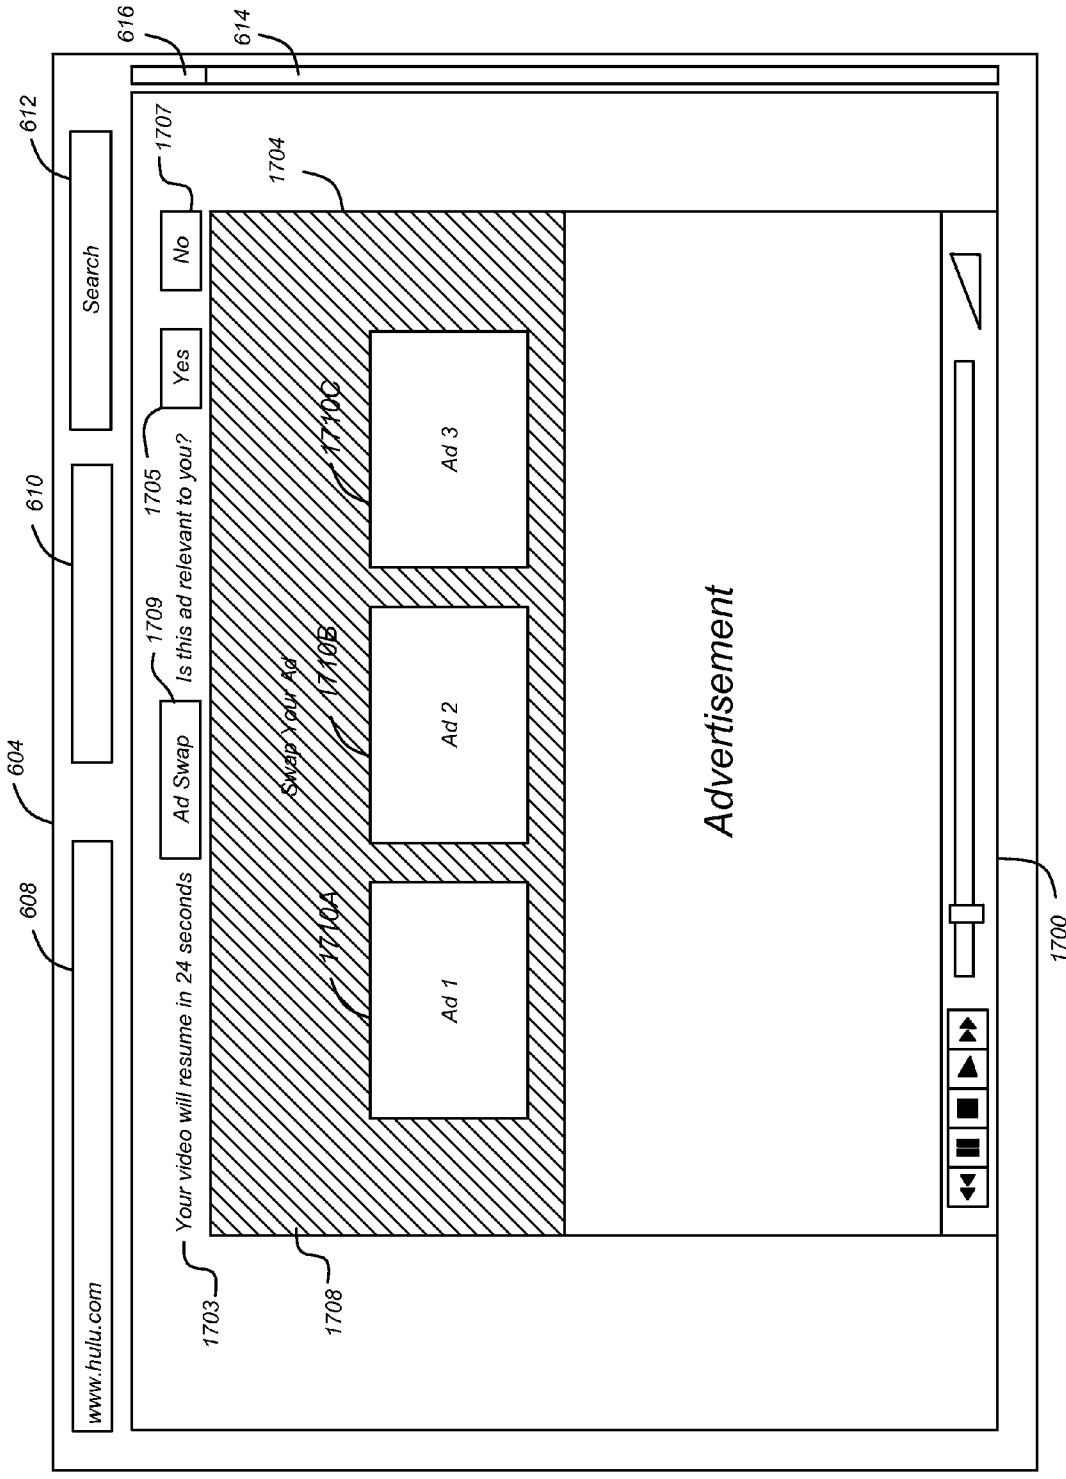 604
608
610
612
www.hulu.com
Search
616
614
1703
Your video will resume in 24 seconds
1709
Ad Swap
Is this ad relevant to you?
1705
Yes
No
1707
1704
1708
Swap Your Ad
1710A
1710B
1710C
Ad 1
Ad 2
Ad 3
Advertisement
1700